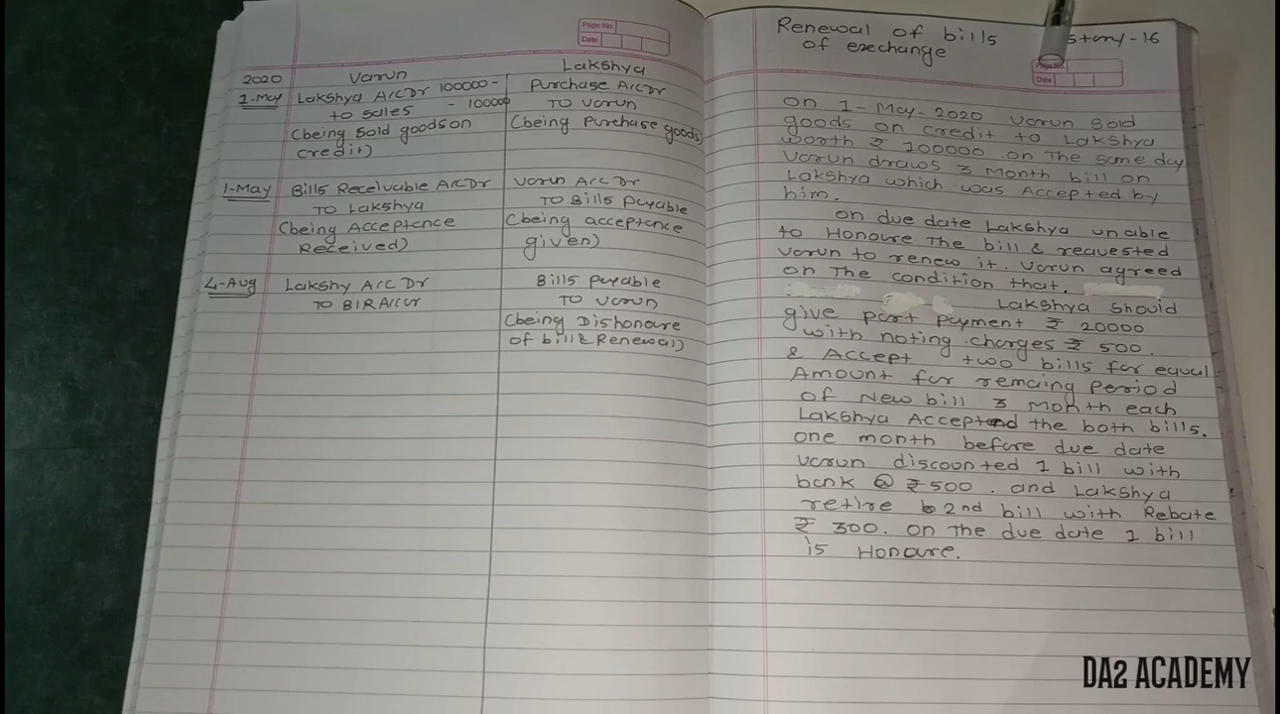 Page No.
Date
2020 Varun Lakshya
1-May Lakshya A/C Dr 100000-
to sales - 100000
(being Sold goods on
credit)
Purchase A/C Dr
TO Varun
(being Purchase goods)
1-May Bills Receivable A/C Dr
TO Lakshya
(being Acceptance
Received)
Varun A/C Dr
TO Bills Payable
(being acceptance
given)
4-Aug Lakshy A/C Dr
TO B/R A/C
Bills Payable
TO Varun
(being Dishonore
of bill & Renewal)
Renewal of bills
of exechange
-16
Date
on 1-May-2020 Varun Sold
goods on credit to Lakshya
worth ₹ 100000. on The same day
Varun draws 3 Month bill on
Lakshya which was Accepted by
him.
on due date Lakshya unable
to Honoure The bill & requested
Varun to renew it. Varun agreed
on The condition that.
Lakshya should
give part payment ₹ 20000
with noting charges ₹ 500.
& Accept two bills for equal
Amount for remaing Period
of New bill 3 Month each
Lakshya Accepted the both bills.
one month before due date
Varun discounted 1 bill with
bank @ ₹ 500. and Lakshya
retire 2nd bill with Rebate
₹ 300. on The due date 1 bill
is Honoure.
DA2 ACADEMY